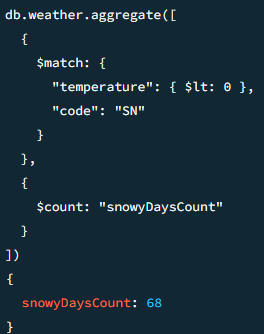 db.weather.aggregate([
{
$match: {
"temperature": { $lt: 0 },
"code": "SN"
}
},
{
$count: "snowyDaysCount"
}
])
{
snowyDaysCount: 68
}